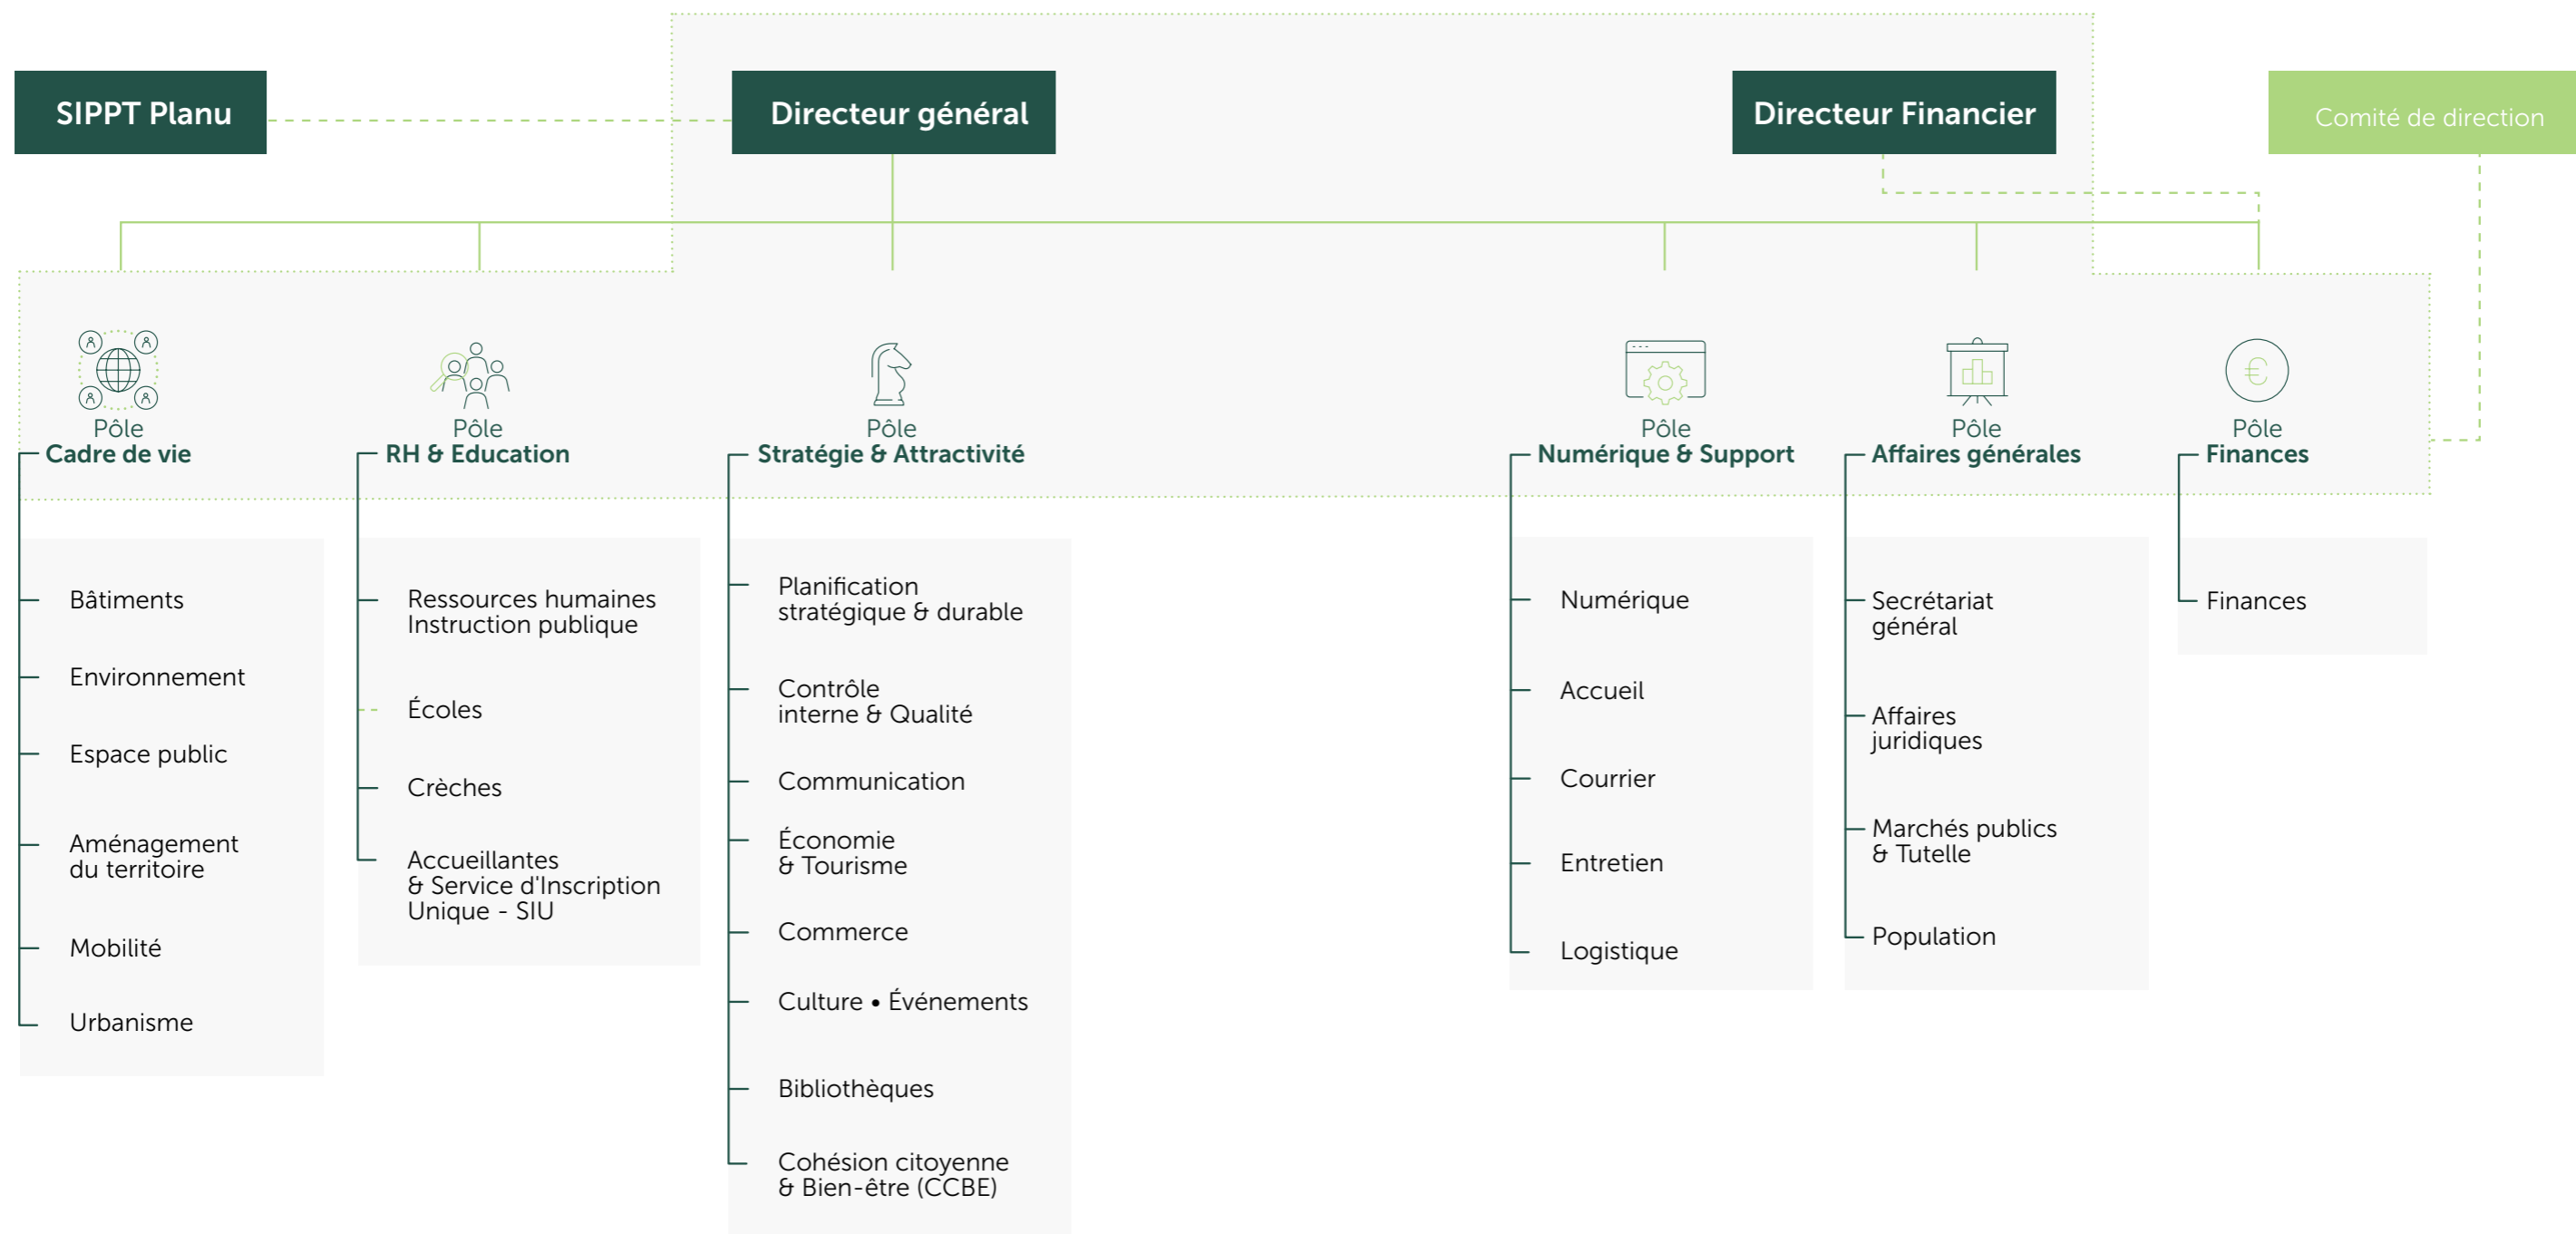 SIPPT Planu
Directeur général
Directeur Financier
Comité de direction
Pôle
Cadre de vie
Bâtiments
Environnement
Espace public
Aménagement
du territoire
Mobilité
Urbanisme
Pôle
RH & Education
Ressources humaines
Instruction publique
Écoles
Crèches
Accueillantes
& Service d'Inscription
Unique - SIU
Pôle
Stratégie & Attractivité
Planification
stratégique & durable
Contrôle
interne & Qualité
Communication
Économie
& Tourisme
Commerce
Culture • Événements
Bibliothèques
Cohésion citoyenne
& Bien-être (CCBE)
Pôle
Numérique & Support
Numérique
Accueil
Courrier
Entretien
Logistique
Pôle
Affaires générales
Secrétariat
général
Affaires
juridiques
Marchés publics
& Tutelle
Population
€
Pôle
Finances
Finances